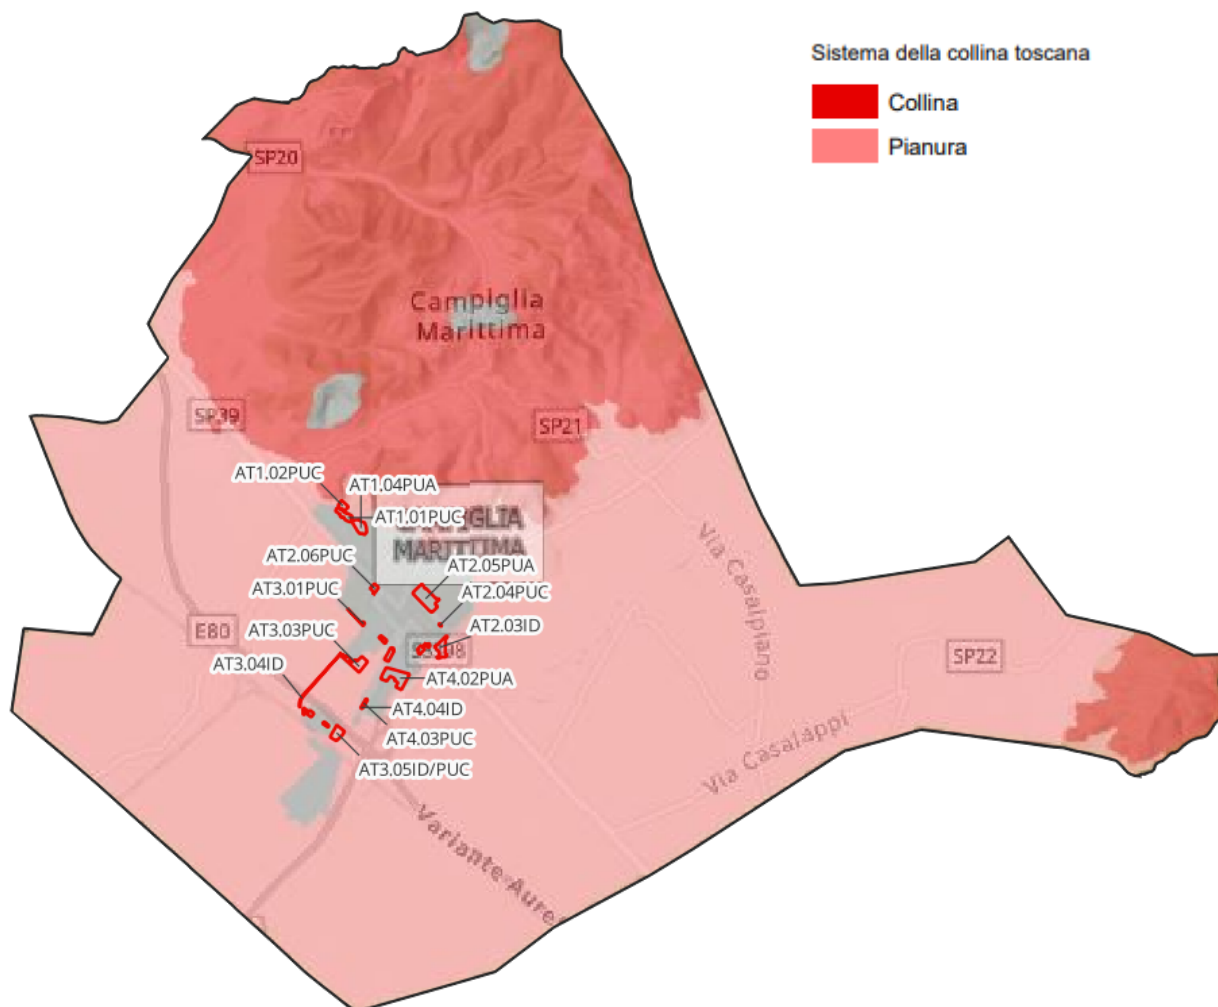 Sistema della collina toscana
Collina
Pianura
SP20
Campiglia
Marittima
SP39
SP21
AT1.02PUC
AT1.04PUA
AT1.01PUC
MARITTIMA
AT2.06PUC
AT2.05PUA
AT3.01PUC
AT2.04PUC
AT2.03ID
E80
AT3.03PUC
AT3.04ID
AT4.02PUA
AT4.04ID
AT4.03PUC
AT3.05ID/PUC
Via Casalpiano
SP22
Via Casalappi
Variante Aure